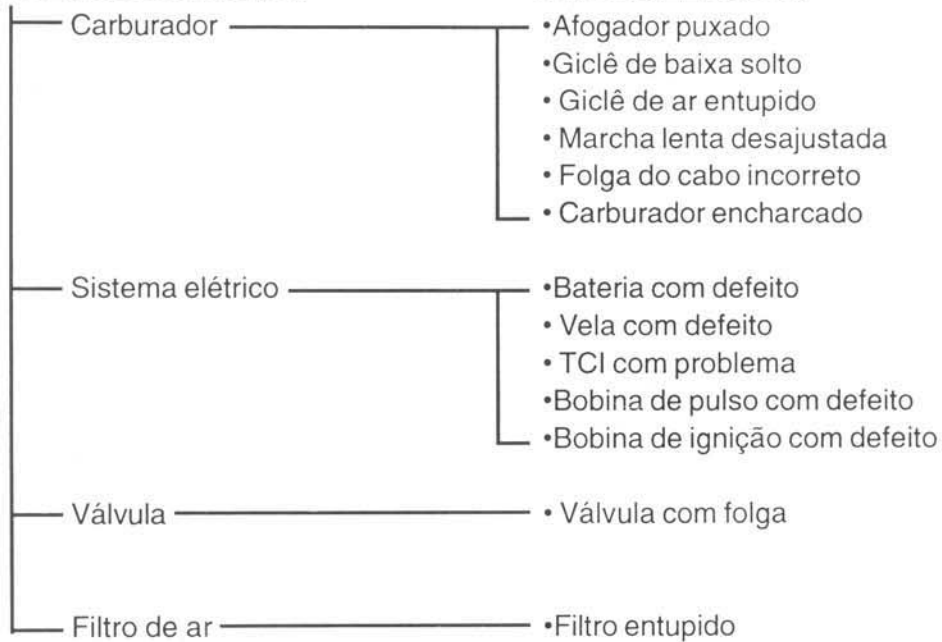 Carburador
•Afogador puxado
•Giclê de baixa solto
• Giclê de ar entupido
• Marcha lenta desajustada
• Folga do cabo incorreto
• Carburador encharcado
Sistema elétrico
•Bateria com defeito
• Vela com defeito
• TCI com problema
•Bobina de pulso com defeito
•Bobina de ignição com defeito
Válvula
• Válvula com folga
Filtro de ar
•Filtro entupido